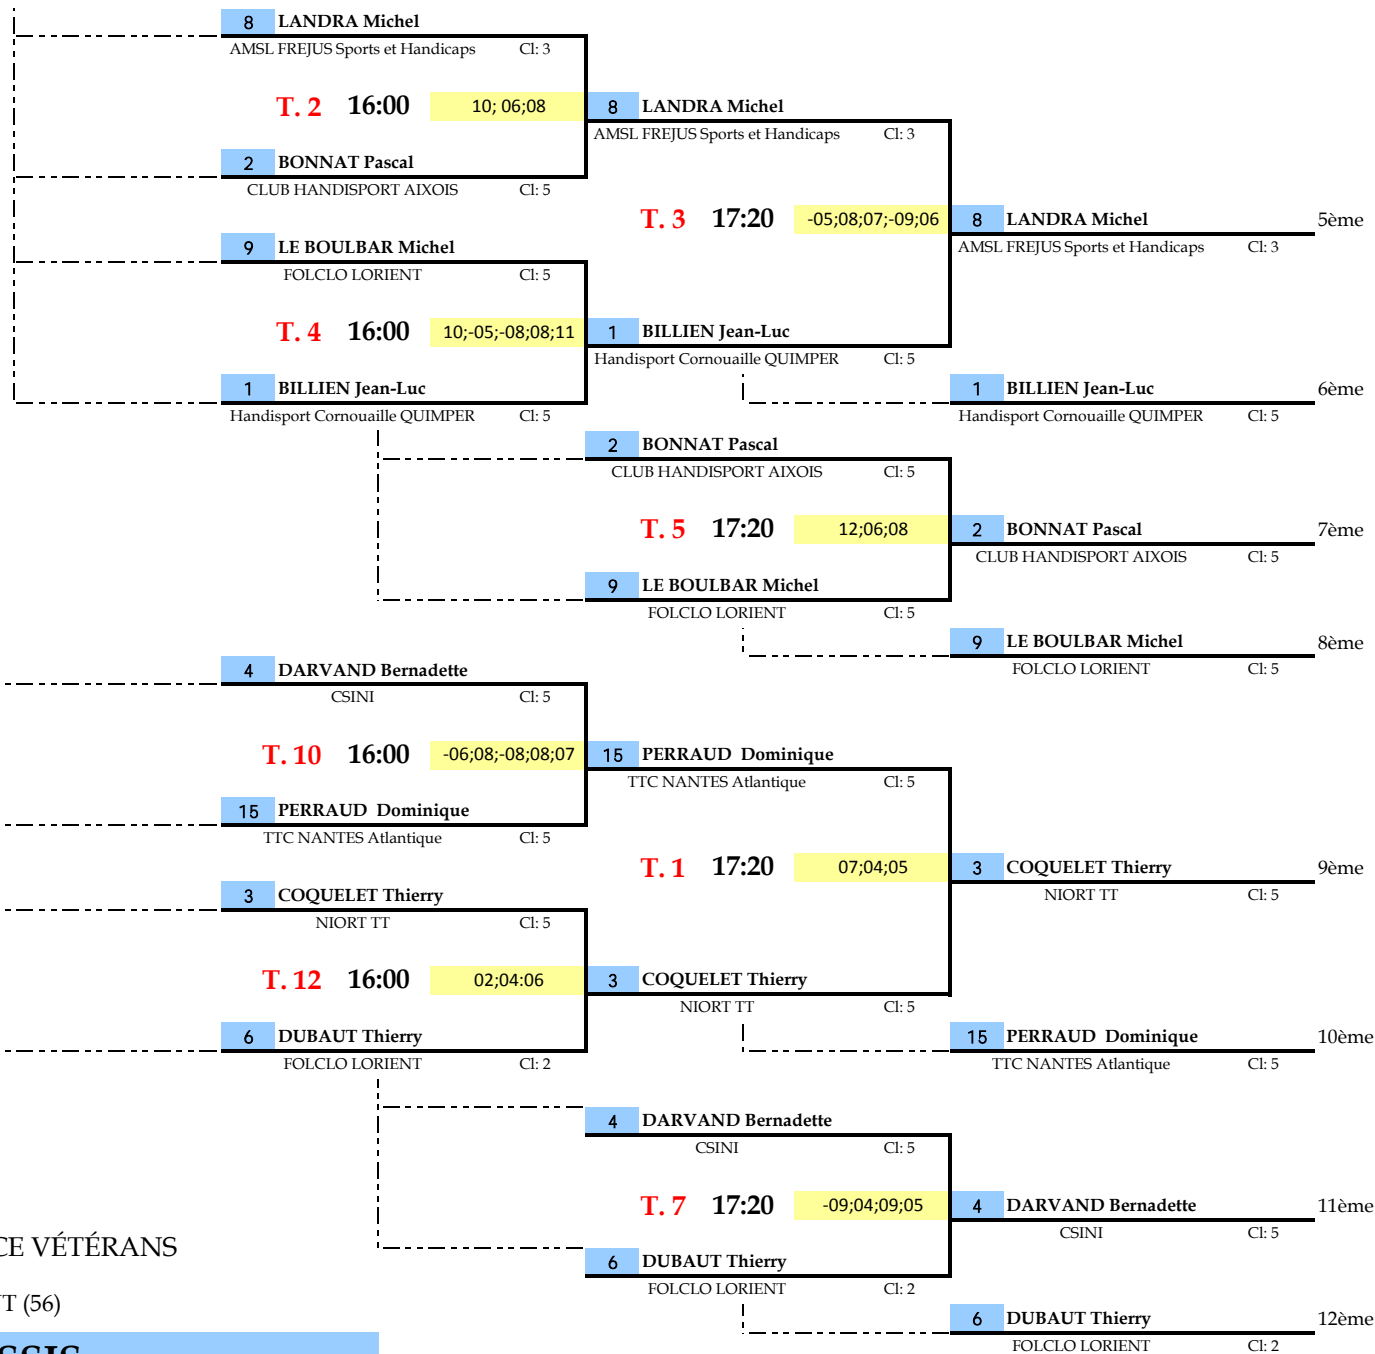 8 LANDRA Michel
AMSL FREJUS Sports et Handicaps Cl: 3
T. 2 16:00 10; 06;08 8 LANDRA Michel
AMSL FREJUS Sports et Handicaps Cl: 3
2 BONNAT Pascal
CLUB HANDISPORT AIXOIS Cl: 5
T. 3 17:20 -05;08;07;-09;06 8 LANDRA Michel 5ème
9 LE BOULBAR Michel
AMSL FREJUS Sports et Handicaps Cl: 3
FOLCLO LORIENT Cl: 5
T. 4 16:00 10;-05;-08;08;11 1 BILLIEN Jean-Luc
Handisport Cornouaille QUIMPER Cl: 5
1 BILLIEN Jean-Luc 1 BILLIEN Jean-Luc 6ème
Handisport Cornouaille QUIMPER Cl: 5 Handisport Cornouaille QUIMPER Cl: 5
2 BONNAT Pascal
CLUB HANDISPORT AIXOIS Cl: 5
T. 5 17:20 12;06;08 2 BONNAT Pascal 7ème
CLUB HANDISPORT AIXOIS Cl: 5
9 LE BOULBAR Michel
FOLCLO LORIENT Cl: 5
9 LE BOULBAR Michel 8ème
4 DARVAND Bernadette
FOLCLO LORIENT Cl: 5
CSINI Cl: 5
T. 10 16:00 -06;08;-08;08;07 15 PERRAUD Dominique
TTC NANTES Atlantique Cl: 5
15 PERRAUD Dominique
TTC NANTES Atlantique Cl: 5
T. 1 17:20 07;04;05 3 COQUELET Thierry 9ème
3 COQUELET Thierry
NIORT TT Cl: 5
NIORT TT Cl: 5
T. 12 16:00 02;04:06 3 COQUELET Thierry
NIORT TT Cl: 5
6 DUBAUT Thierry 15 PERRAUD Dominique 10ème
FOLCLO LORIENT Cl: 2 TTC NANTES Atlantique Cl: 5
4 DARVAND Bernadette
CSINI Cl: 5
T. 7 17:20 -09;04;09;05 4 DARVAND Bernadette 11ème
CSINI Cl: 5
CE VÉTÉRANS
6 DUBAUT Thierry
FOLCLO LORIENT Cl: 2
T (56)
6 DUBAUT Thierry 12ème
FOLCLO LORIENT Cl: 2
SSIS